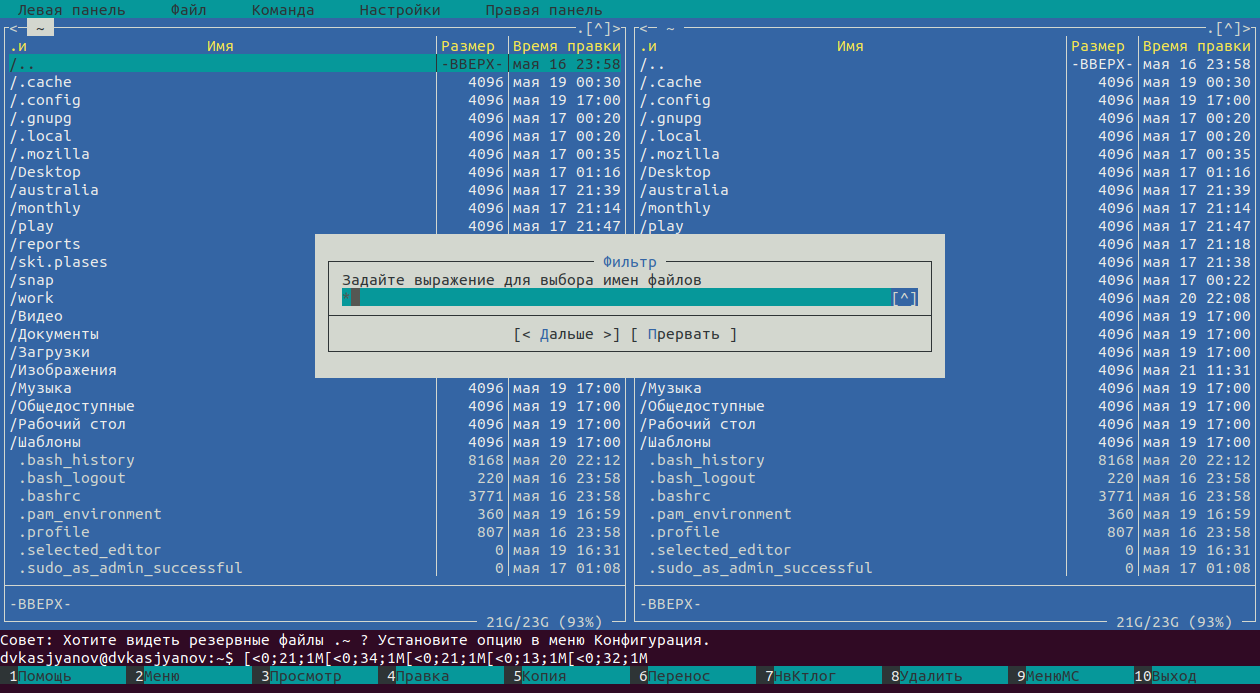 Левая панель Файл Команда Настройки Правая панель
<- ~ .[^]> <- ~ .[^]>
.и Имя Размер Время правки .и Имя Размер Время правки
/.. -ВВЕРХ- мая 16 23:58 /.. -ВВЕРХ- мая 16 23:58
/.cache 4096 мая 19 00:30 /.cache 4096 мая 19 00:30
/.config 4096 мая 19 17:00 /.config 4096 мая 19 17:00
/.gnupg 4096 мая 17 00:20 /.gnupg 4096 мая 17 00:20
/.local 4096 мая 17 00:20 /.local 4096 мая 17 00:20
/.mozilla 4096 мая 17 00:35 /.mozilla 4096 мая 17 00:35
/Desktop 4096 мая 17 01:16 /Desktop 4096 мая 17 01:16
/australia 4096 мая 17 21:39 /australia 4096 мая 17 21:39
/monthly 4096 мая 17 21:14 /monthly 4096 мая 17 21:14
/play 4096 мая 17 21:47 /play 4096 мая 17 21:47
/reports 4096 мая 17 21:18
/ski.plases Фильтр 4096 мая 17 21:38
/snap Задайте выражение для выбора имен файлов 4096 мая 17 00:22
/work * [^] 4096 мая 20 22:08
/Видео 4096 мая 19 17:00
/Документы [< Дальше >] [ Прервать ] 4096 мая 19 17:00
/Загрузки 4096 мая 19 17:00
/Изображения 4096 мая 21 11:31
/Музыка 4096 мая 19 17:00 /Музыка 4096 мая 19 17:00
/Общедоступные 4096 мая 19 17:00 /Общедоступные 4096 мая 19 17:00
/Рабочий стол 4096 мая 19 17:00 /Рабочий стол 4096 мая 19 17:00
/Шаблоны 4096 мая 19 17:00 /Шаблоны 4096 мая 19 17:00
.bash_history 8168 мая 20 22:12 .bash_history 8168 мая 20 22:12
.bash_logout 220 мая 16 23:58 .bash_logout 220 мая 16 23:58
.bashrc 3771 мая 16 23:58 .bashrc 3771 мая 16 23:58
.pam_environment 360 мая 19 16:59 .pam_environment 360 мая 19 16:59
.profile 807 мая 16 23:58 .profile 807 мая 16 23:58
.selected_editor 0 мая 19 16:31 .selected_editor 0 мая 19 16:31
.sudo_as_admin_successful 0 мая 17 01:08 .sudo_as_admin_successful 0 мая 17 01:08
-ВВЕРХ- -ВВЕРХ-
21G/23G (93%) 21G/23G (93%)
Совет: Хотите видеть резервные файлы .~ ? Установите опцию в меню Конфигурация.
dvkasjyanov@dvkasjyanov:~$ [<0;21;1M[<0;34;1M[<0;21;1M[<0;13;1M[<0;32;1M
1Помощь 2Меню 3Просмотр 4Правка 5Копия 6Перенос 7НвКтлог 8Удалить 9МенюМС 10Выход